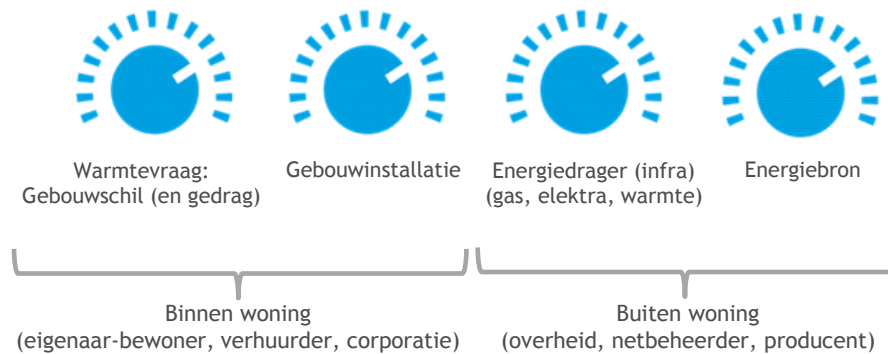 Warmtevraag:
Gebouwschil (en gedrag)
Gebouwinstallatie
Energiedrager (infra)
(gas, elektra, warmte)
Energiebron
Binnen woning
(eigenaar-bewoner, verhuurder, corporatie)
Buiten woning
(overheid, netbeheerder, producent)